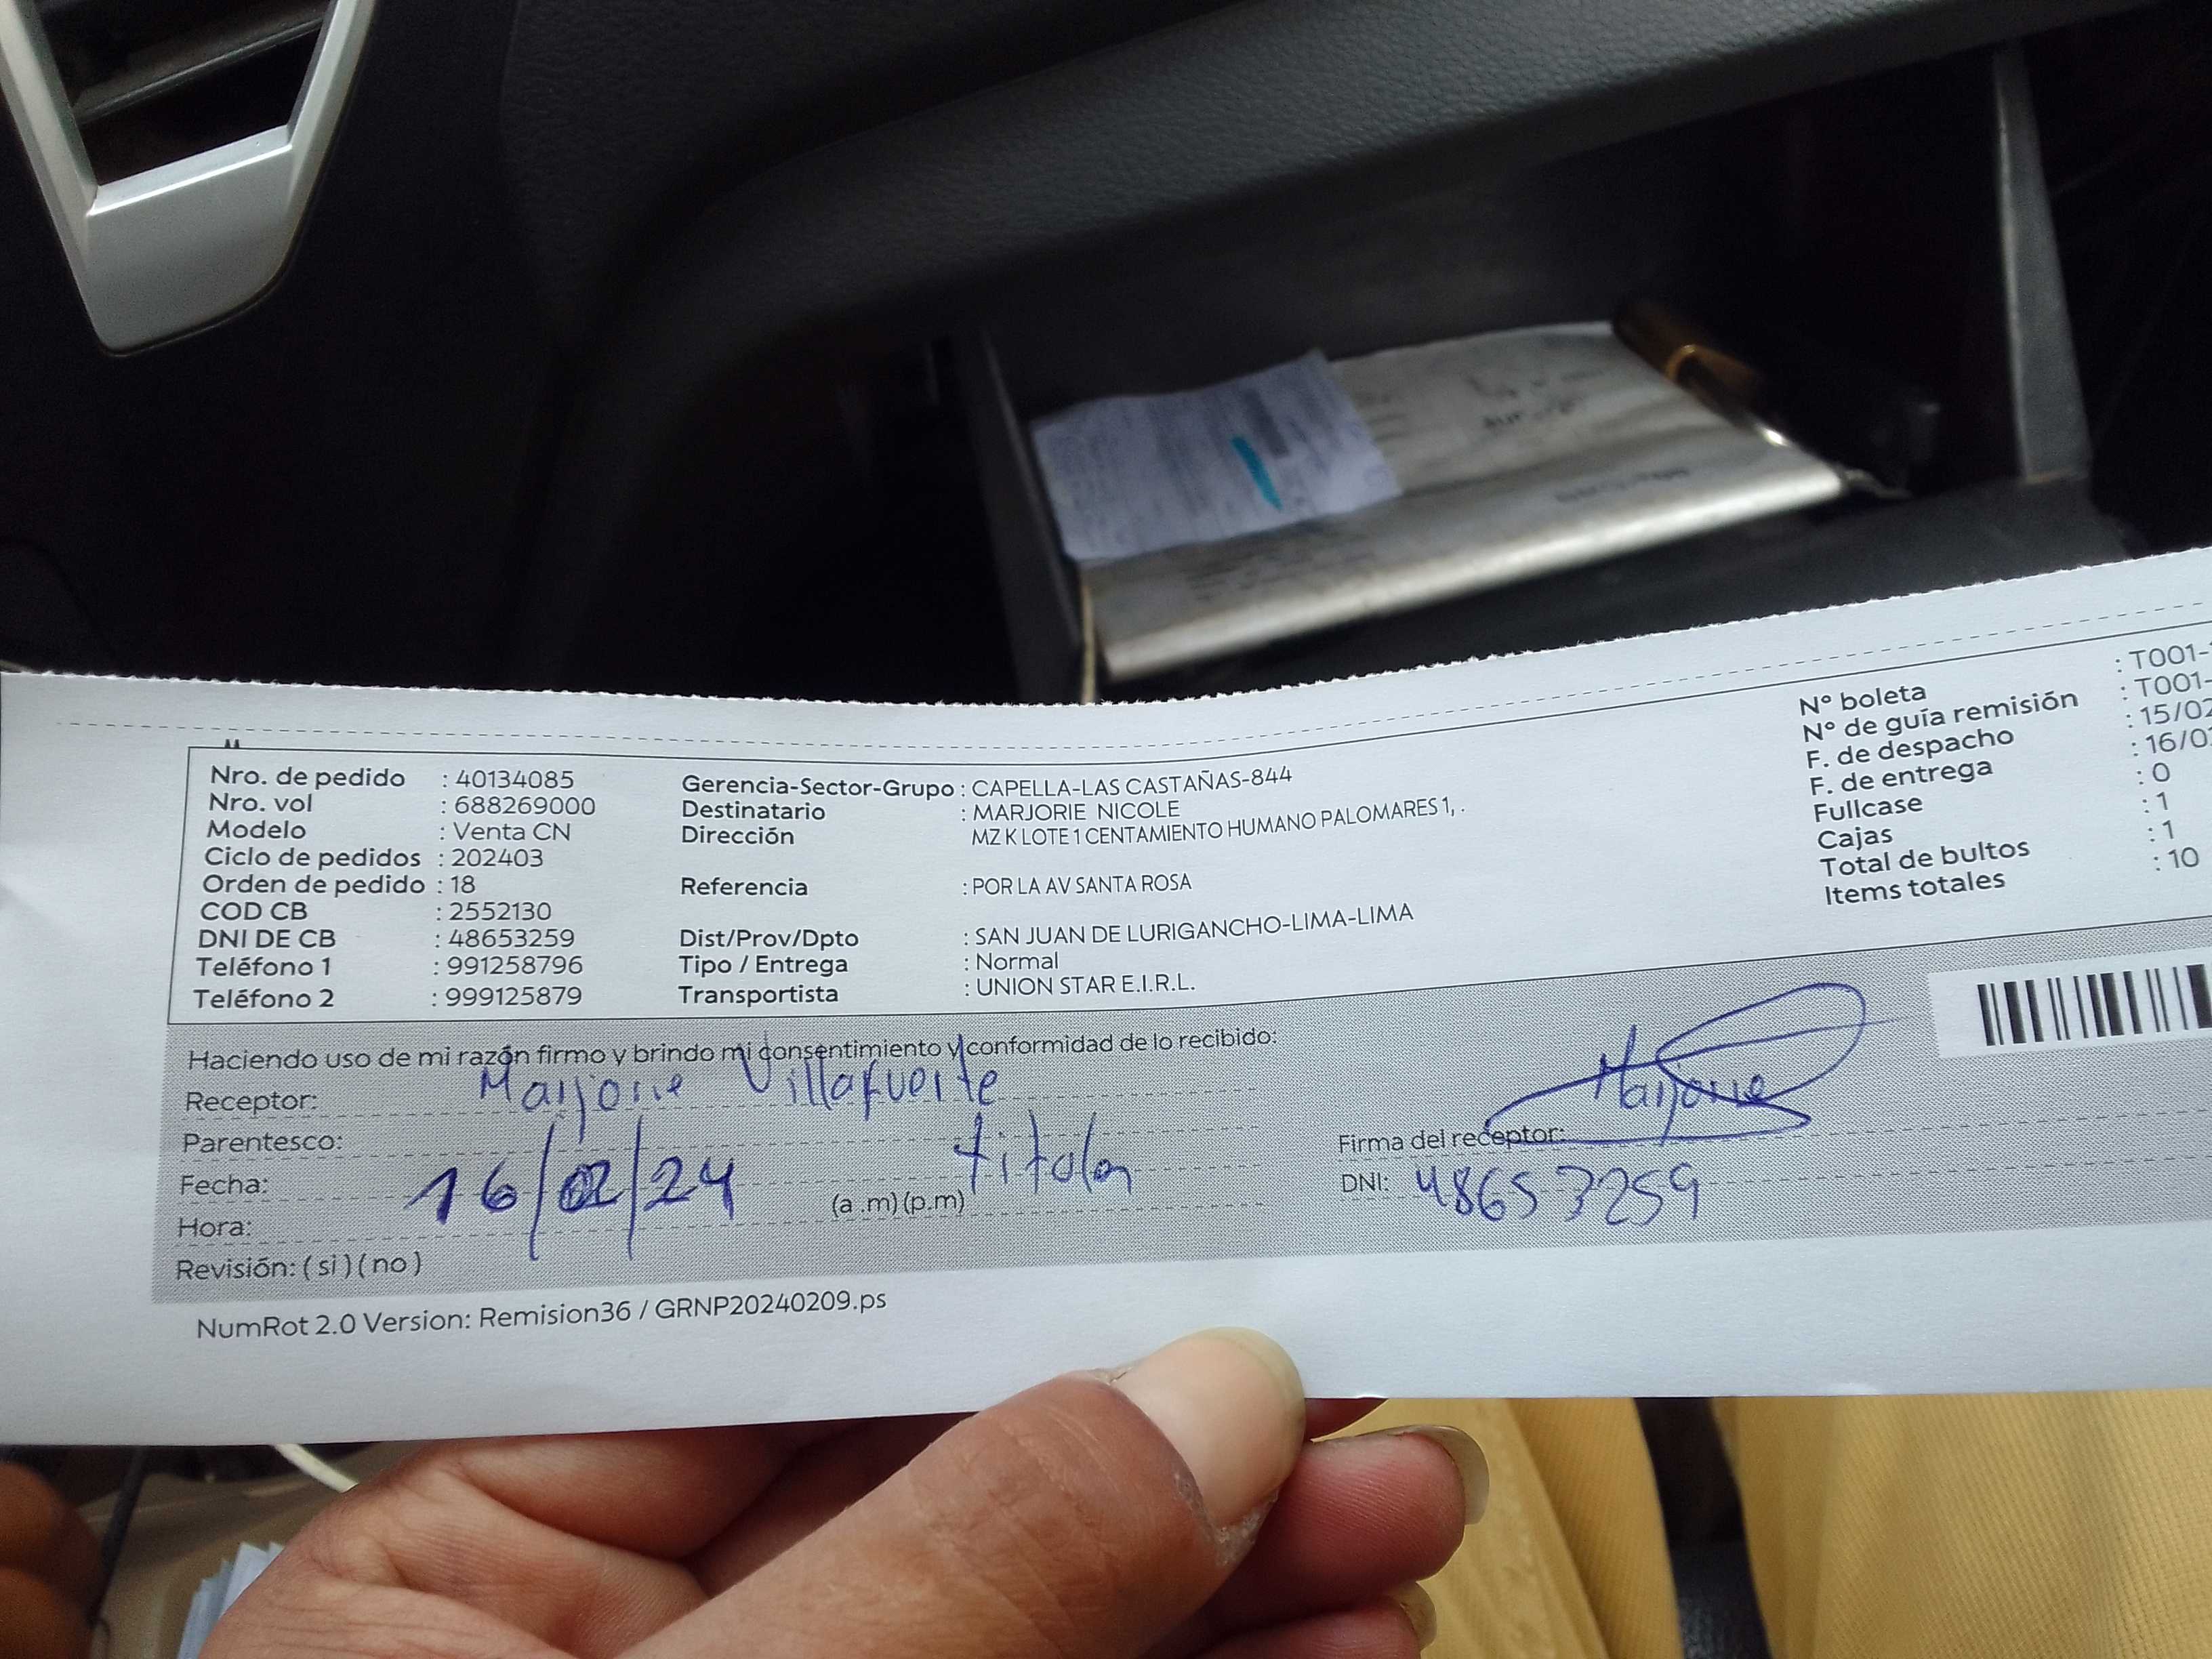 Nro. de pedido : 40134085
Nro. vol : 688269000
Modelo : Venta CN
Ciclo de pedidos : 202403
Orden de pedido : 18
COD CB : 2552130
DNI DE CB : 48653259
Teléfono 1 : 991258796
Teléfono 2 : 999125879
Gerencia-Sector-Grupo : CAPELLA-LAS CASTAÑAS-844
Destinatario : MARJORIE NICOLE
Dirección MZ K LOTE 1 CENTAMIENTO HUMANO PALOMARES 1, .
Referencia : POR LA AV SANTA ROSA
Dist/Prov/Dpto : SAN JUAN DE LURIGANCHO-LIMA-LIMA
Tipo / Entrega : Normal
Transportista : UNION STAR E.I.R.L.
Nº boleta : T001-
Nº de guía remisión : T001-
F. de despacho : 15/02
F. de entrega : 16/0
Fullcase : 0
Cajas : 1
Total de bultos : 1
Items totales : 10
Haciendo uso de mi razón firmo y brindo mi consentimiento y conformidad de lo recibido:
Receptor: Marjorie Villafuerte
Parentesco: titular
Fecha: 16/02/24
Hora: (a .m) (p.m)
Revisión: ( si ) ( no )
Firma del receptor: Marjorie
DNI: 48653259
NumRot 2.0 Version: Remision36 / GRNP20240209.ps